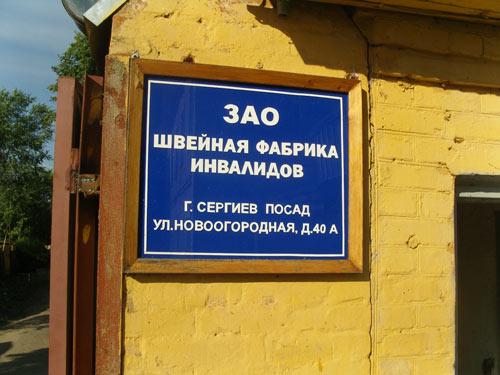 ЗАО
ШВЕЙНАЯ ФАБРИКА
ИНВАЛИДОВ
Г. СЕРГИЕВ ПОСАД
УЛ.НОВООГОРОДНАЯ, Д.40 А